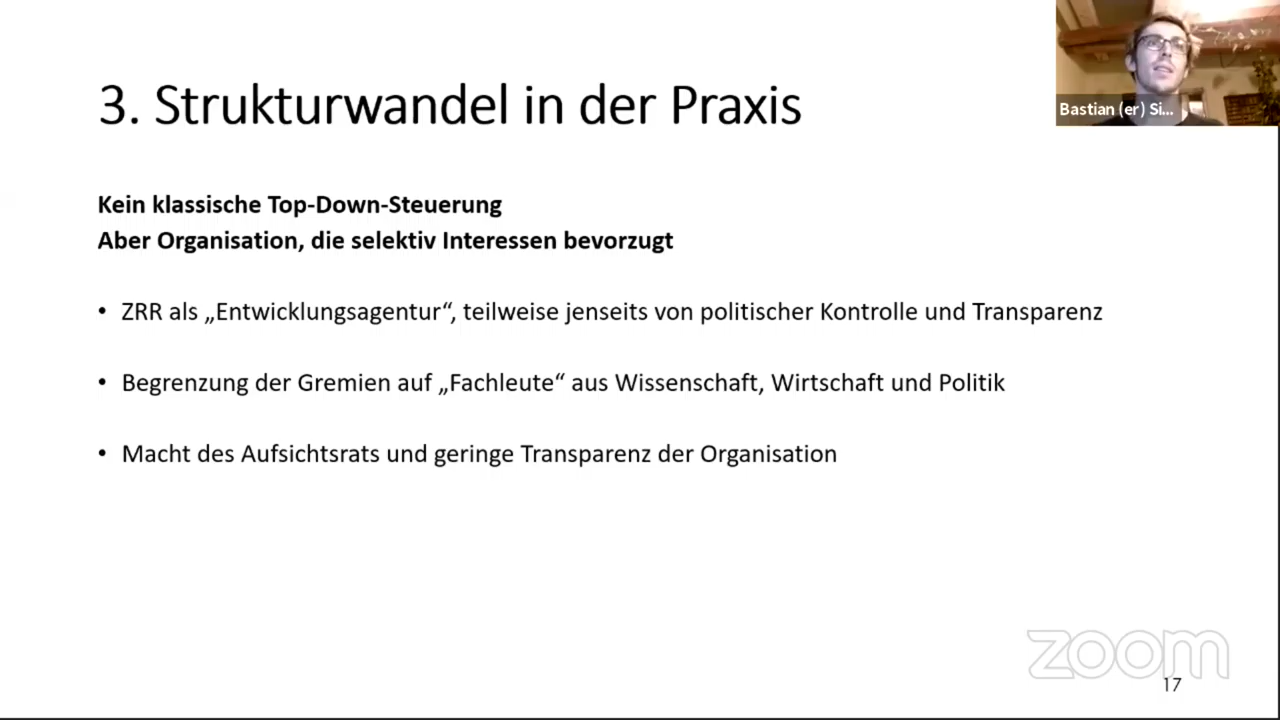 3. Strukturwandel in der Praxis
Bastian (er) Si...
Kein klassische Top-Down-Steuerung
Aber Organisation, die selektiv Interessen bevorzugt
• ZRR als „Entwicklungsagentur“, teilweise jenseits von politischer Kontrolle und Transparenz
• Begrenzung der Gremien auf „Fachleute“ aus Wissenschaft, Wirtschaft und Politik
• Macht des Aufsichtsrats und geringe Transparenz der Organisation
zoom
17